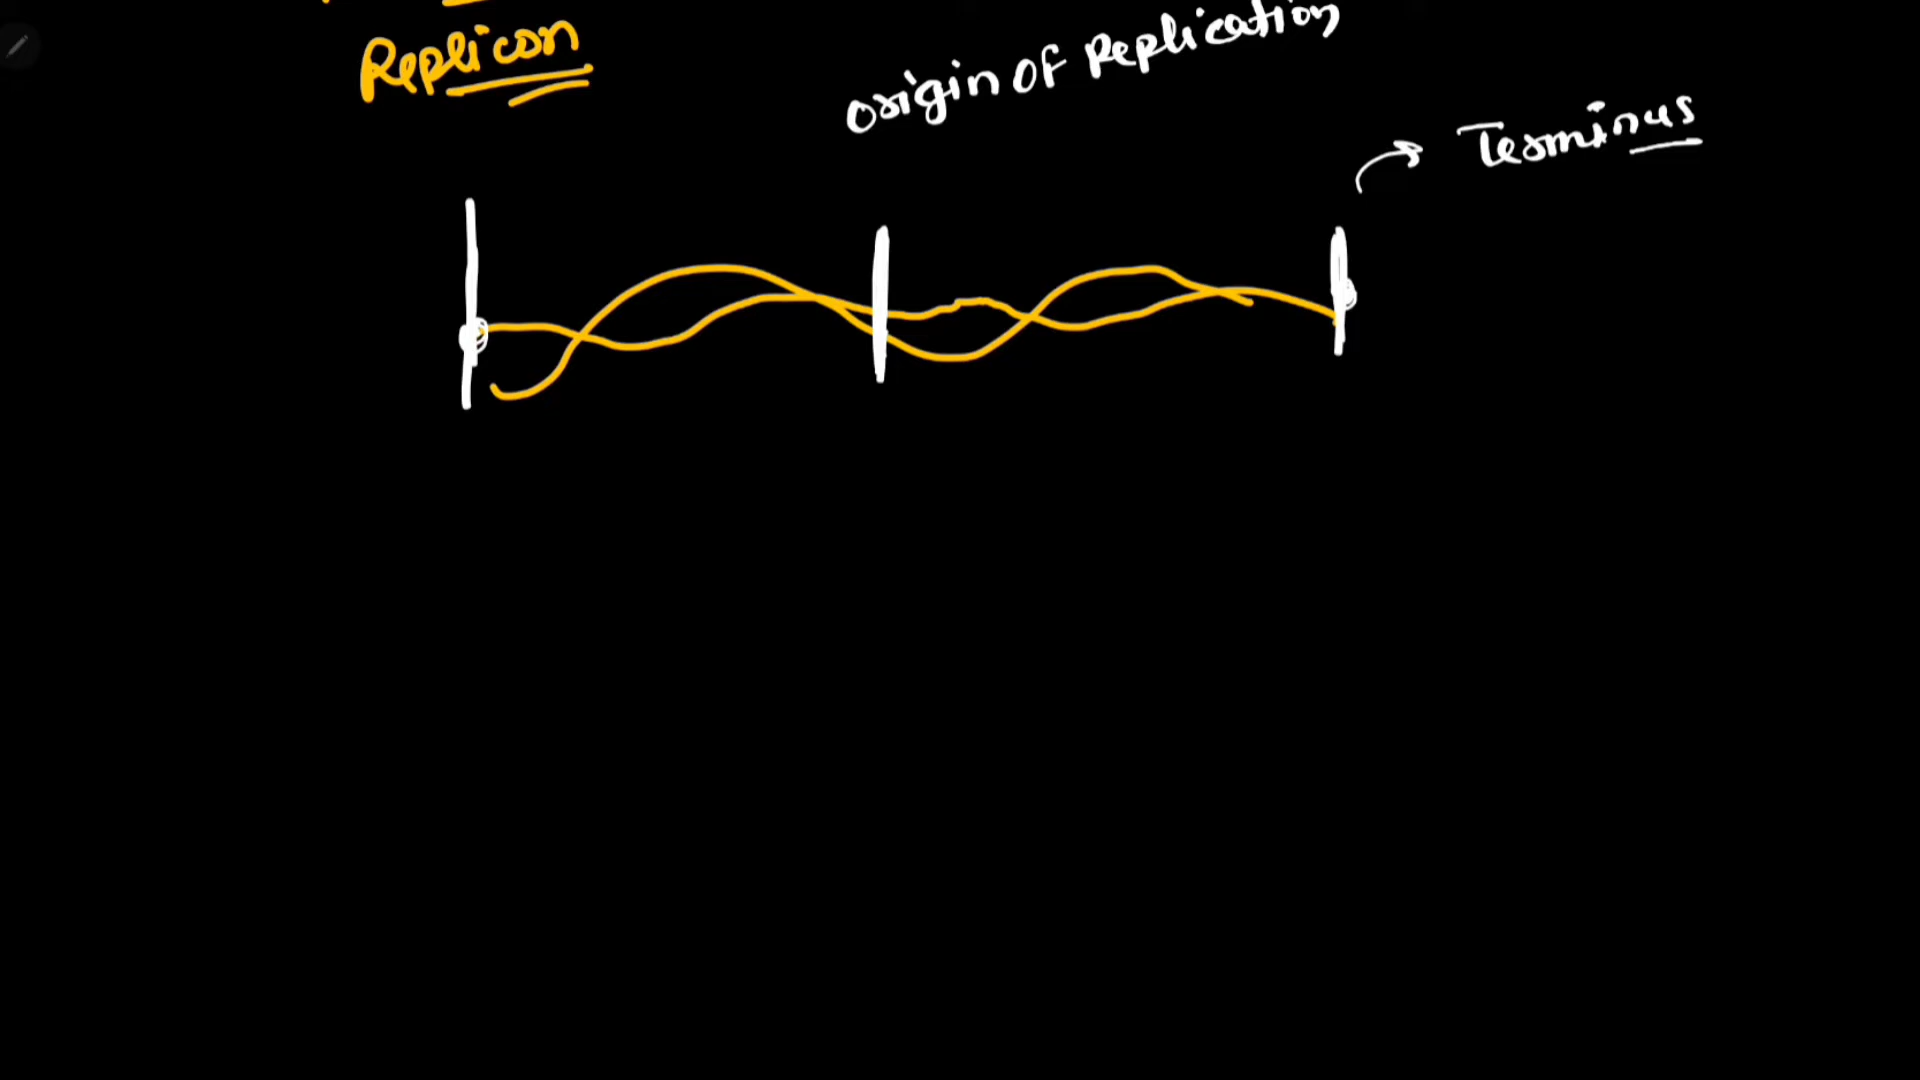 Replicon
Origin OF Replication
Terminus